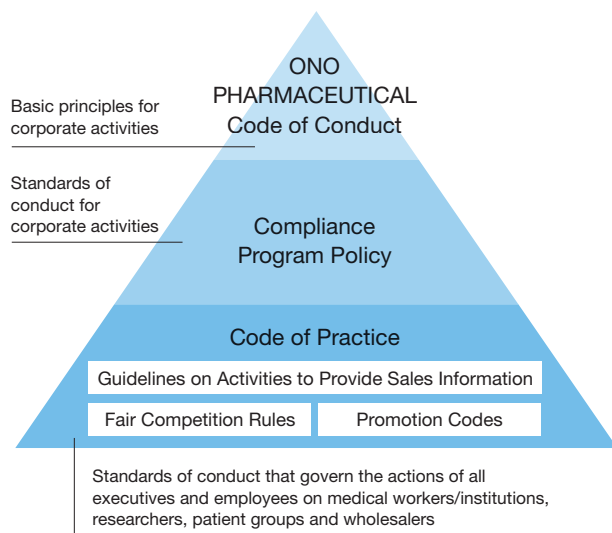 ONO
PHARMACEUTICAL
Code of Conduct
Basic principles for
corporate activities
Standards of
conduct for
corporate activities
Compliance
Program Policy
Code of Practice
Guidelines on Activities to Provide Sales Information
Fair Competition Rules
Promotion Codes
Standards of conduct that govern the actions of all
executives and employees on medical workers/institutions,
researchers, patient groups and wholesalers